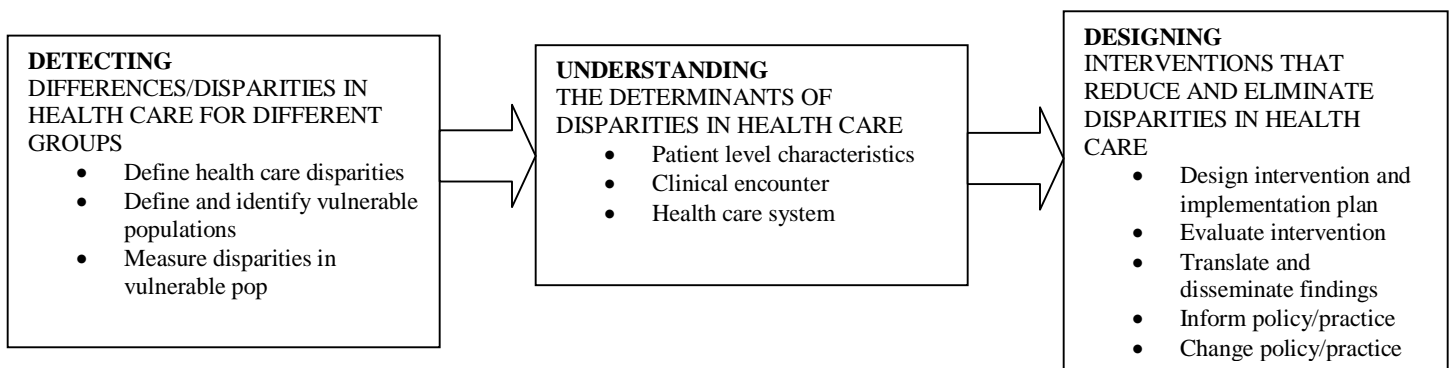 DETECTING
DIFFERENCES/DISPARITIES IN
HEALTH CARE FOR DIFFERENT
GROUPS
• Define health care disparities
• Define and identify vulnerable
populations
• Measure disparities in
vulnerable pop
UNDERSTANDING
THE DETERMINANTS OF
DISPARITIES IN HEALTH CARE
• Patient level characteristics
• Clinical encounter
• Health care system
DESIGNING
INTERVENTIONS THAT
REDUCE AND ELIMINATE
DISPARITIES IN HEALTH
CARE
• Design intervention and
implementation plan
• Evaluate intervention
• Translate and
disseminate findings
• Inform policy/practice
• Change policy/practice